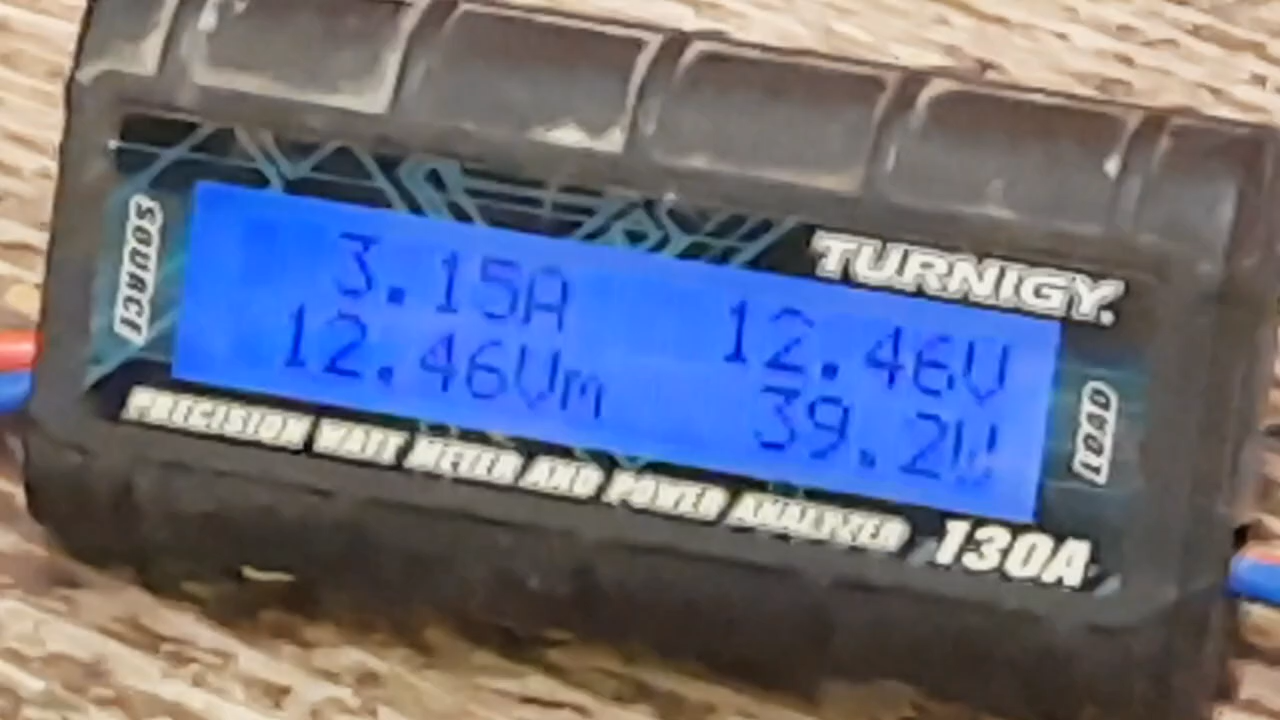 TURNIGY.
SOURCE
3.15A 12.46V
12.46Vm 39.2W
LOAD
PRECISION WATT METER AND POWER ANALYZER 130A